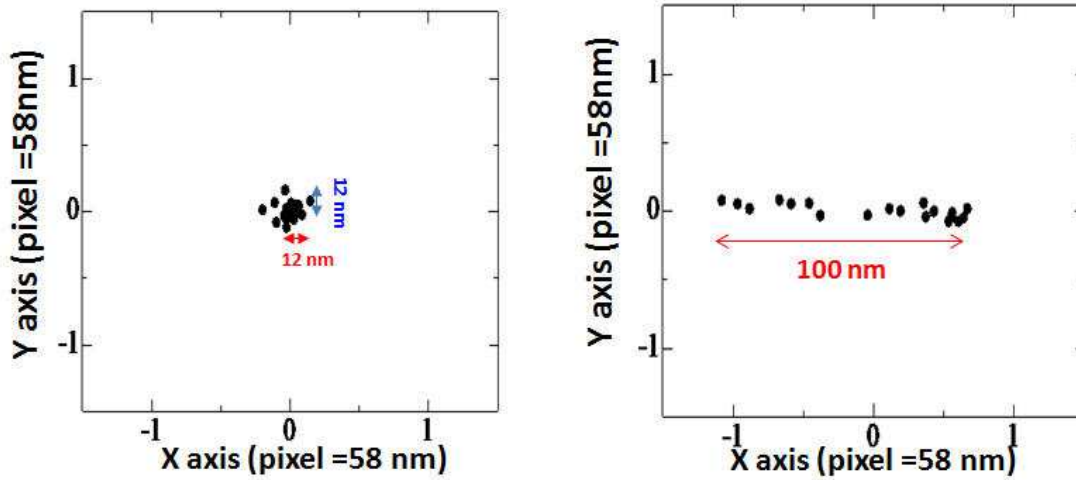 Y axis (pixel =58nm)
1
0
-1
12 nm
12 nm
-1
0
1
X axis (pixel =58 nm)
Y axis (pixel =58nm)
1
0
-1
100 nm
-1
0
1
X axis (pixel =58 nm)